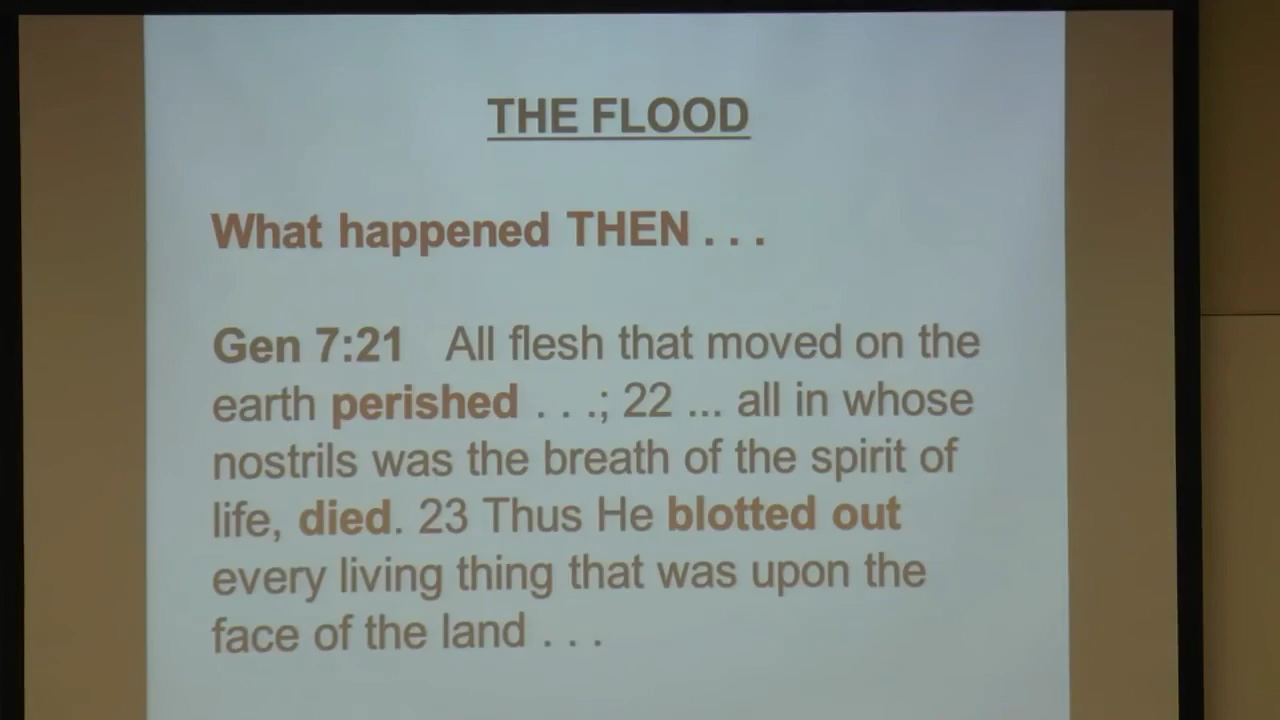 THE FLOOD
What happened THEN . . .
Gen 7:21 All flesh that moved on the
earth perished . . .; 22 ... all in whose
nostrils was the breath of the spirit of
life, died. 23 Thus He blotted out
every living thing that was upon the
face of the land . . .